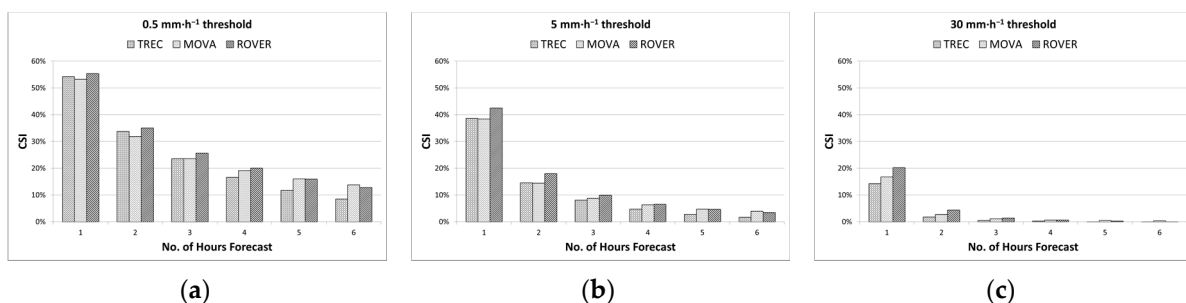 0.5 mm·h⁻¹ threshold
TREC MOVA ROVER
60%
50%
40%
30%
20%
10%
0%
CSI
1 2 3 4 5 6
No. of Hours Forecast
(a)
5 mm·h⁻¹ threshold
TREC MOVA ROVER
60%
50%
40%
30%
20%
10%
0%
CSI
1 2 3 4 5 6
No. of Hours Forecast
(b)
30 mm·h⁻¹ threshold
TREC MOVA ROVER
60%
50%
40%
30%
20%
10%
0%
CSI
1 2 3 4 5 6
No. of Hours Forecast
(c)